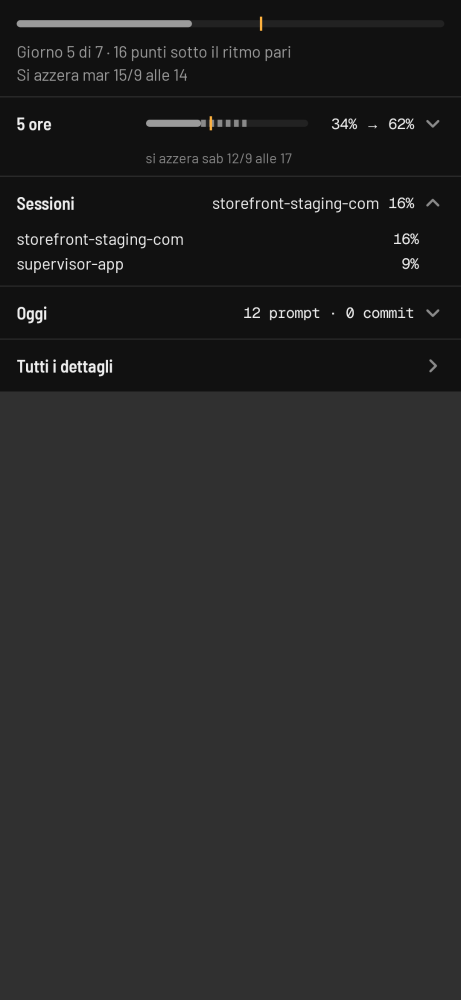 Giorno 5 di 7 · 16 punti sotto il ritmo pari
Si azzera mar 15/9 alle 14
5 ore 34% → 62%
si azzera sab 12/9 alle 17
Sessioni storefront-staging-com 16%
storefront-staging-com 16%
supervisor-app 9%
Oggi 12 prompt · 0 commit
Tutti i dettagli